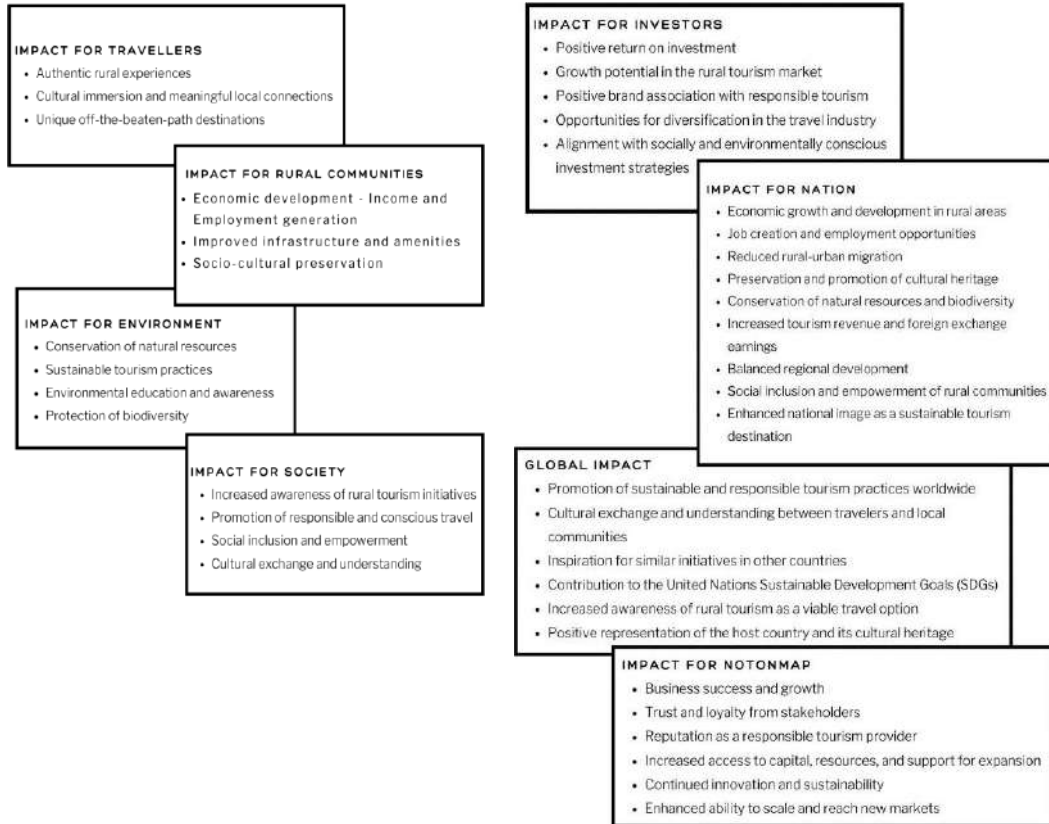 IMPACT FOR TRAVELLERS
• Authentic rural experiences
• Cultural immersion and meaningful local connections
• Unique off-the-beaten-path destinations
IMPACT FOR RURAL COMMUNITIES
• Economic development - Income and
Employment generation
• Improved infrastructure and amenities
• Socio-cultural preservation
IMPACT FOR ENVIRONMENT
• Conservation of natural resources
• Sustainable tourism practices
• Environmental education and awareness
• Protection of biodiversity
IMPACT FOR SOCIETY
• Increased awareness of rural tourism initiatives
• Promotion of responsible and conscious travel
• Social inclusion and empowerment
• Cultural exchange and understanding
IMPACT FOR INVESTORS
• Positive return on investment
• Growth potential in the rural tourism market
• Positive brand association with responsible tourism
• Opportunities for diversification in the travel industry
• Alignment with socially and environmentally conscious
investment strategies
IMPACT FOR NATION
• Economic growth and development in rural areas
• Job creation and employment opportunities
• Reduced rural-urban migration
• Preservation and promotion of cultural heritage
• Conservation of natural resources and biodiversity
• Increased tourism revenue and foreign exchange
earnings
• Balanced regional development
• Social inclusion and empowerment of rural communities
• Enhanced national image as a sustainable tourism
destination
GLOBAL IMPACT
• Promotion of sustainable and responsible tourism practices worldwide
• Cultural exchange and understanding between travelers and local
communities
• Inspiration for similar initiatives in other countries
• Contribution to the United Nations Sustainable Development Goals (SDGs)
• Increased awareness of rural tourism as a viable travel option
• Positive representation of the host country and its cultural heritage
IMPACT FOR NOTONMAP
• Business success and growth
• Trust and loyalty from stakeholders
• Reputation as a responsible tourism provider
• Increased access to capital, resources, and support for expansion
• Continued innovation and sustainability
• Enhanced ability to scale and reach new markets